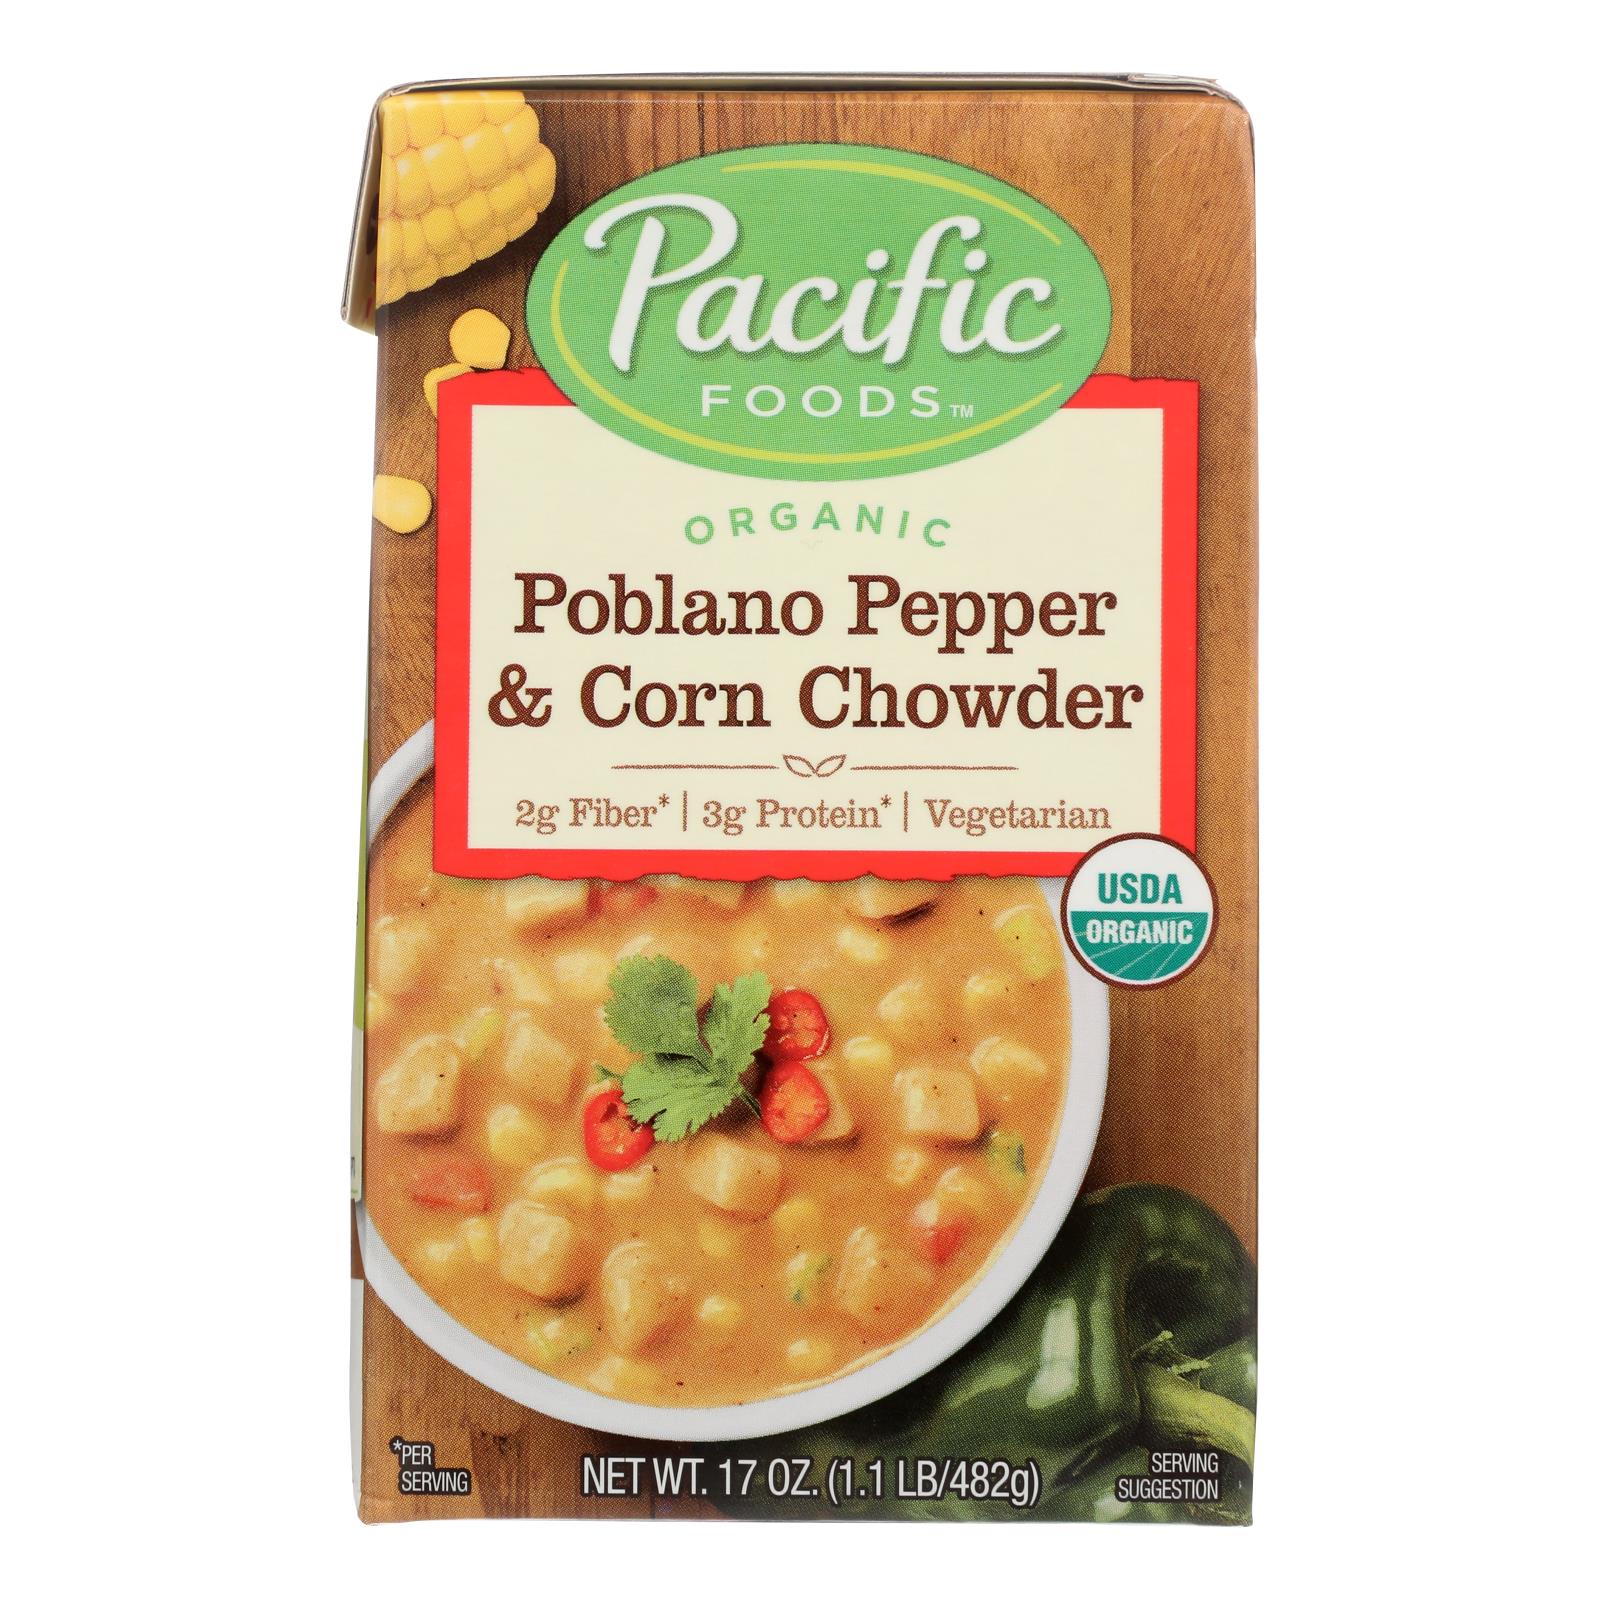 Pacific
FOODS™
ORGANIC
Poblano Pepper
& Corn Chowder
2g Fiber* | 3g Protein* | Vegetarian
USDA
ORGANIC
*PER
SERVING
NET WT. 17 OZ. (1.1 LB/482g)
SERVING
SUGGESTION